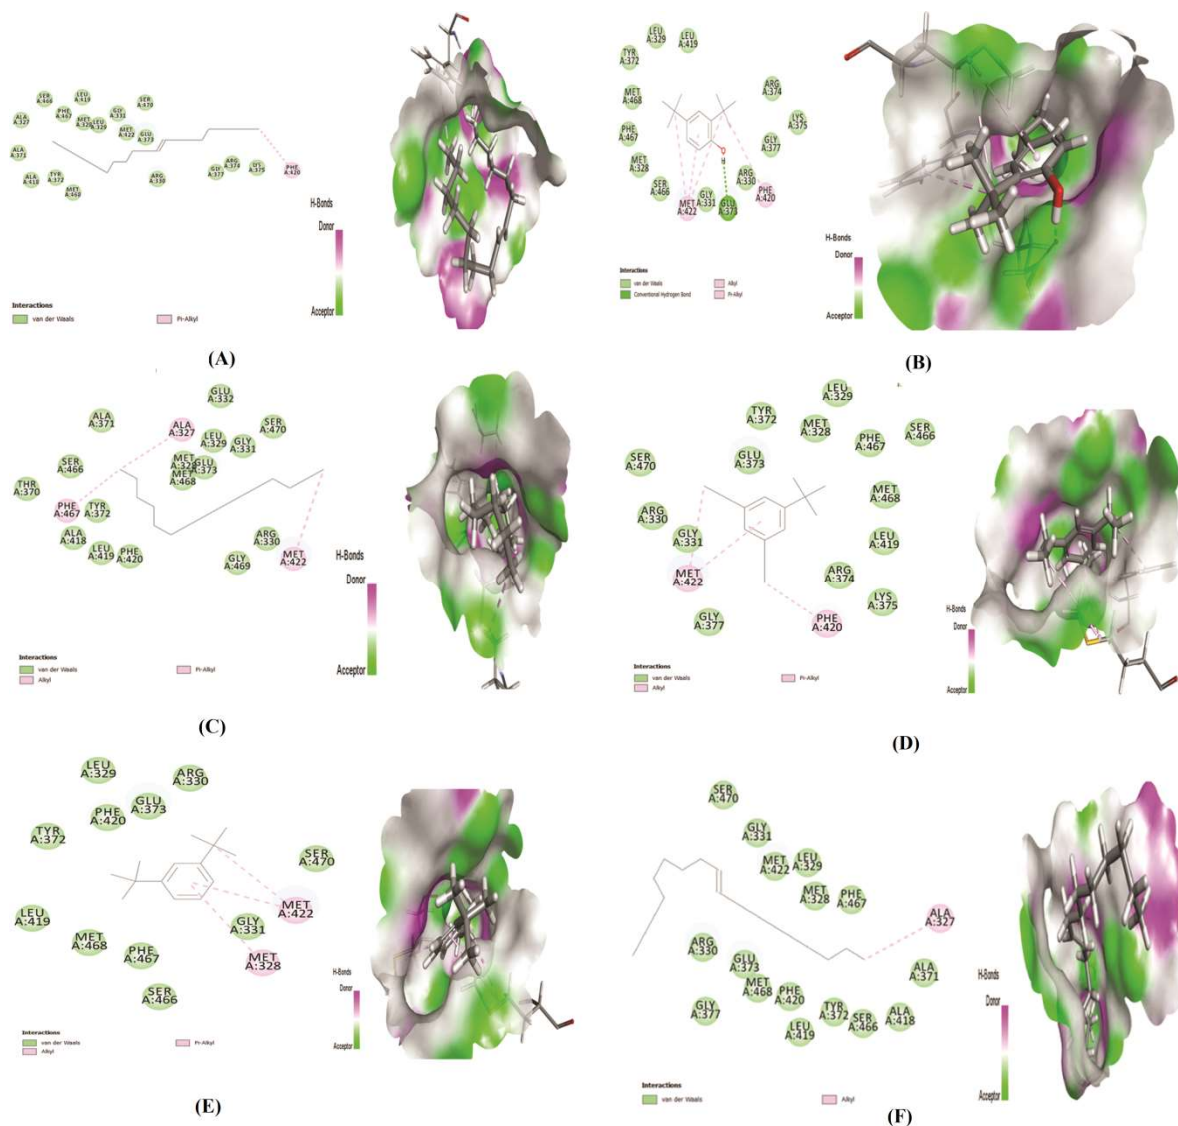 SER
A:466
LEU
A:419
PHE
A:467
MET
A:328
LEU
A:329
GLY
A:331
SER
A:470
ALA
A:327
MET
A:422
GLU
A:373
ALA
A:371
ALA
A:418
TYR
A:372
MET
A:468
ARG
A:330
GLY
A:377
ARG
A:374
LYS
A:375
PHE
A:420
H-Bonds
Donor
Acceptor
Interactions
van der Waals
Pi-Alkyl
(A)
LEU
A:329
LEU
A:419
TYR
A:372
MET
A:468
ARG
A:374
LYS
A:375
PHE
A:467
GLY
A:377
MET
A:328
SER
A:466
ARG
A:330
MET
A:422
GLY
A:331
GLU
A:373
PHE
A:420
H
H-Bonds
Donor
Acceptor
Interactions
van der Waals
Conventional Hydrogen Bond
Alkyl
Pi-Alkyl
(B)
GLU
A:332
ALA
A:371
ALA
A:327
LEU
A:329
GLY
A:331
SER
A:470
SER
A:466
MET
A:328
GLU
A:373
MET
A:468
THR
A:370
PHE
A:467
TYR
A:372
ALA
A:418
LEU
A:419
PHE
A:420
ARG
A:330
GLY
A:469
MET
A:422
H-Bonds
Donor
Acceptor
Interactions
van der Waals
Alkyl
Pi-Alkyl
(C)
LEU
A:329
TYR
A:372
MET
A:328
PHE
A:467
SER
A:466
SER
A:470
GLU
A:373
MET
A:468
ARG
A:330
GLY
A:331
LEU
A:419
MET
A:422
ARG
A:374
LYS
A:375
GLY
A:377
PHE
A:420
H-Bonds
Donor
Acceptor
Interactions
van der Waals
Alkyl
Pi-Alkyl
(D)
LEU
A:329
ARG
A:330
PHE
A:420
GLU
A:373
TYR
A:372
SER
A:470
LEU
A:419
MET
A:422
GLY
A:331
MET
A:468
PHE
A:467
MET
A:328
SER
A:466
H-Bonds
Donor
Acceptor
Interactions
van der Waals
Alkyl
Pi-Alkyl
(E)
SER
A:470
GLY
A:331
MET
A:422
LEU
A:329
MET
A:328
PHE
A:467
ALA
A:327
ARG
A:330
GLU
A:373
MET
A:468
PHE
A:420
ALA
A:371
GLY
A:377
LEU
A:419
TYR
A:372
SER
A:466
ALA
A:418
H-Bonds
Donor
Acceptor
Interactions
van der Waals
Alkyl
(F)